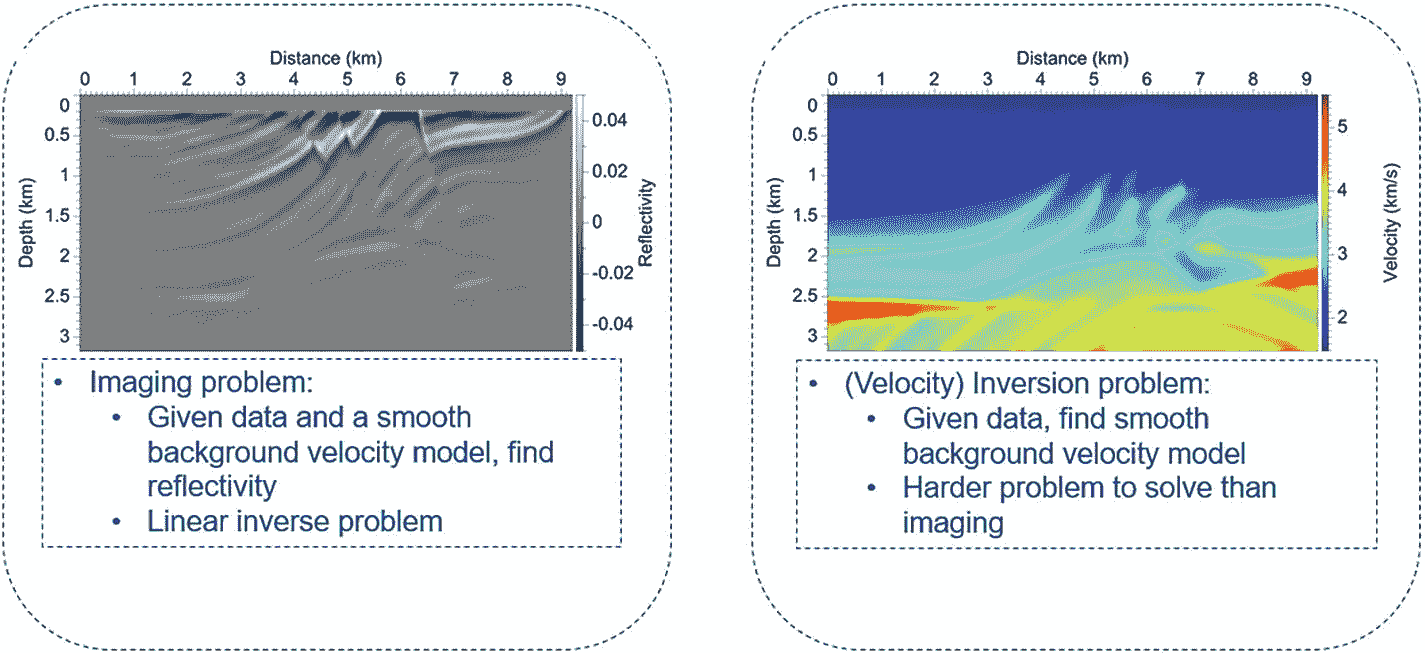 Distance (km)
0 1 2 3 4 5 6 7 8 9
0
0.5
1
1.5
2
2.5
3
Depth (km)
0.04
0.02
0
-0.02
-0.04
Reflectivity
• Imaging problem:
• Given data and a smooth
background velocity model, find
reflectivity
• Linear inverse problem
Distance (km)
0 1 2 3 4 5 6 7 8 9
0
0.5
1
1.5
2
2.5
3
Depth (km)
5
4
3
2
Velocity (km/s)
• (Velocity) Inversion problem:
• Given data, find smooth
background velocity model
• Harder problem to solve than
imaging